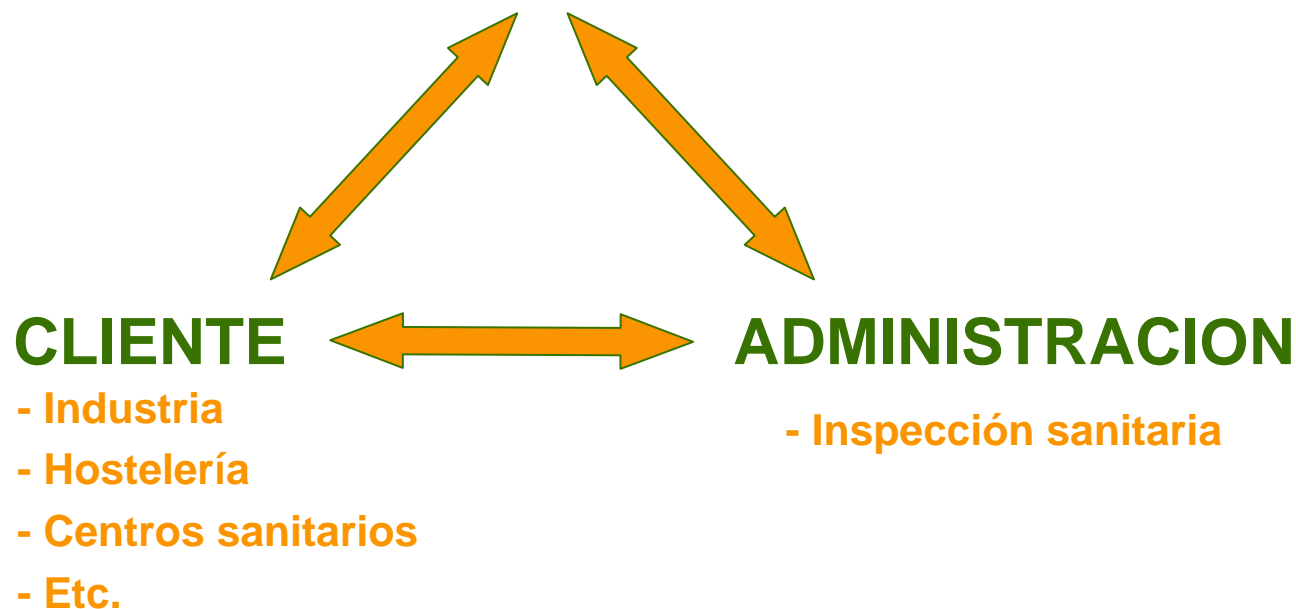 CLIENTE
ADMINISTRACION
- Industria
- Hostelería
- Centros sanitarios
- Etc.
- Inspección sanitaria